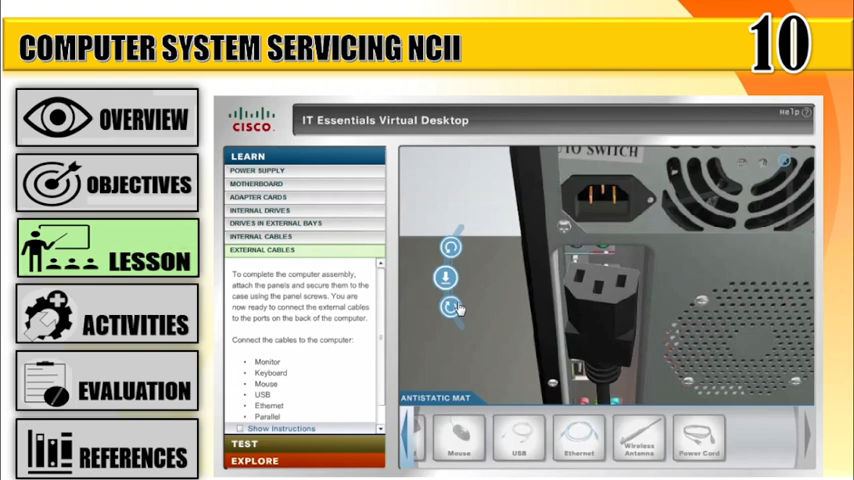 COMPUTER SYSTEM SERVICING NCII
10
OVERVIEW
OBJECTIVES
LESSON
ACTIVITIES
EVALUATION
REFERENCES
CISCO.
IT Essentials Virtual Desktop
Help ?
LEARN
POWER SUPPLY
MOTHERBOARD
ADAPTER CARDS
INTERNAL DRIVES
DRIVES IN EXTERNAL BAYS
INTERNAL CABLES
EXTERNAL CABLES
To complete the computer assembly,
attach the panels and secure them to the
case using the panel screws. You are
now ready to connect the external cables
to the ports on the back of the computer.
Connect the cables to the computer:
• Monitor
• Keyboard
• Mouse
• USB
• Ethernet
• Parallel
Show instructions
TEST
EXPLORE
SWITCH
ANTISTATIC MAT
Mouse
USB
Ethernet
Wireless
Antenna
Power Cord